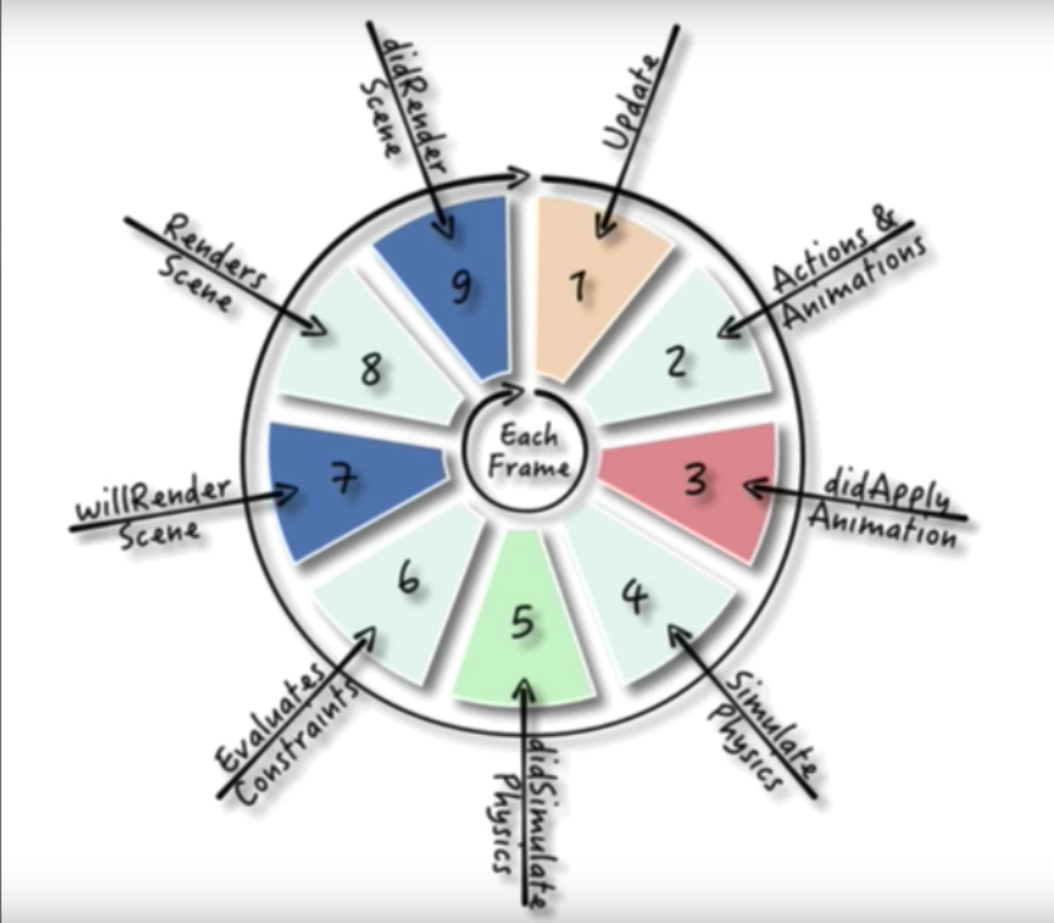 didRender
Scene
9
Update
1
Actions &
Animations
2
didApply
Animation
3
Simulate
Physics
4
didSimulate
Physics
5
Evaluates
Constraints
6
willRender
Scene
7
Renders
Scene
8
Each
Frame